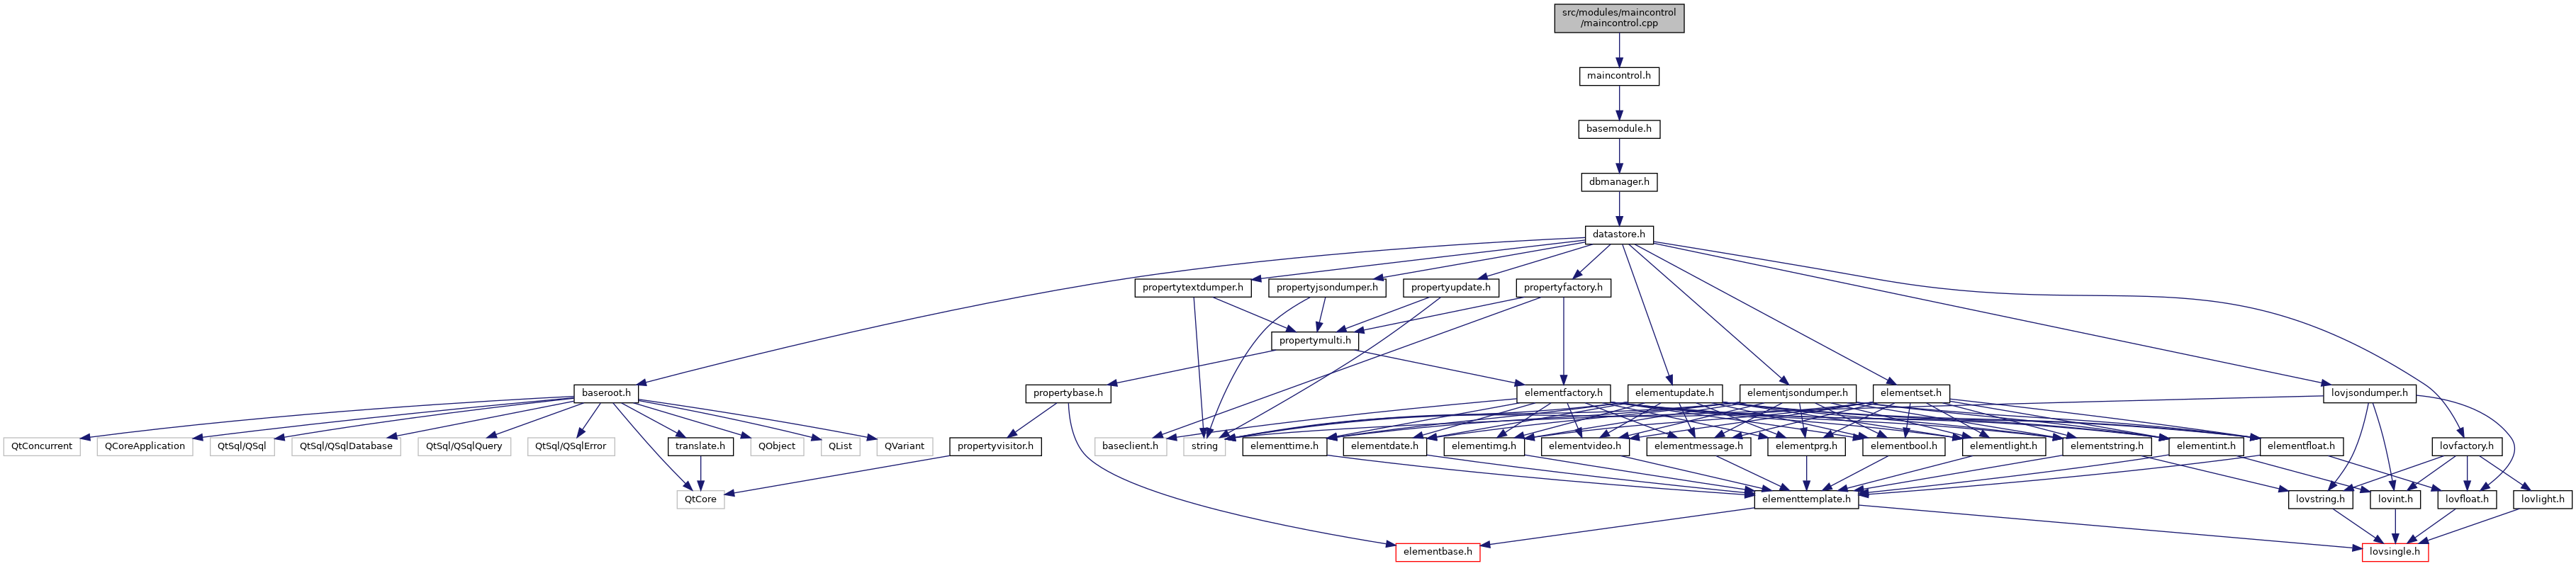 src/modules/maincontrol
/maincontrol.cpp
maincontrol.h
basemodule.h
dbmanager.h
datastore.h
propertytextdumper.h
propertyjsondumper.h
propertyupdate.h
propertyfactory.h
propertymulti.h
baseroot.h
propertybase.h
elementfactory.h
elementupdate.h
elementjsondumper.h
elementset.h
lovjsondumper.h
QtConcurrent
QCoreApplication
QtSql/QSql
QtSql/QSqlDatabase
QtSql/QSqlQuery
QtSql/QSqlError
translate.h
QObject
QList
QVariant
propertyvisitor.h
baseclient.h
string
elementtime.h
elementdate.h
elementimg.h
elementvideo.h
elementmessage.h
elementprg.h
elementbool.h
elementlight.h
elementstring.h
elementint.h
elementfloat.h
lovfactory.h
QtCore
elementtemplate.h
lovstring.h
lovint.h
lovfloat.h
lovlight.h
elementbase.h
lovsingle.h